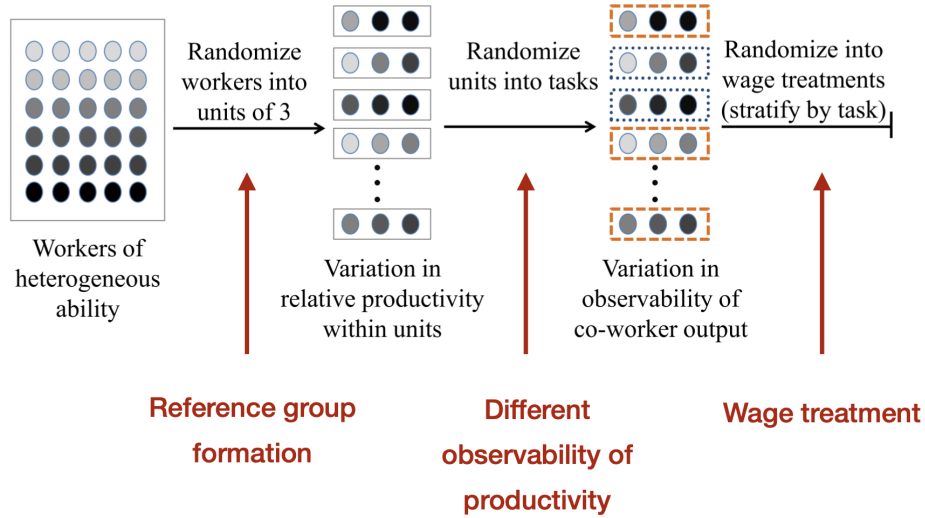 Randomize
workers into
units of 3
Randomize
units into tasks
Randomize into
wage treatments
(stratify by task)
Workers of
heterogeneous
ability
Variation in
relative productivity
within units
Variation in
observability of
co-worker output
Reference group
formation
Different
observability of
productivity
Wage treatment